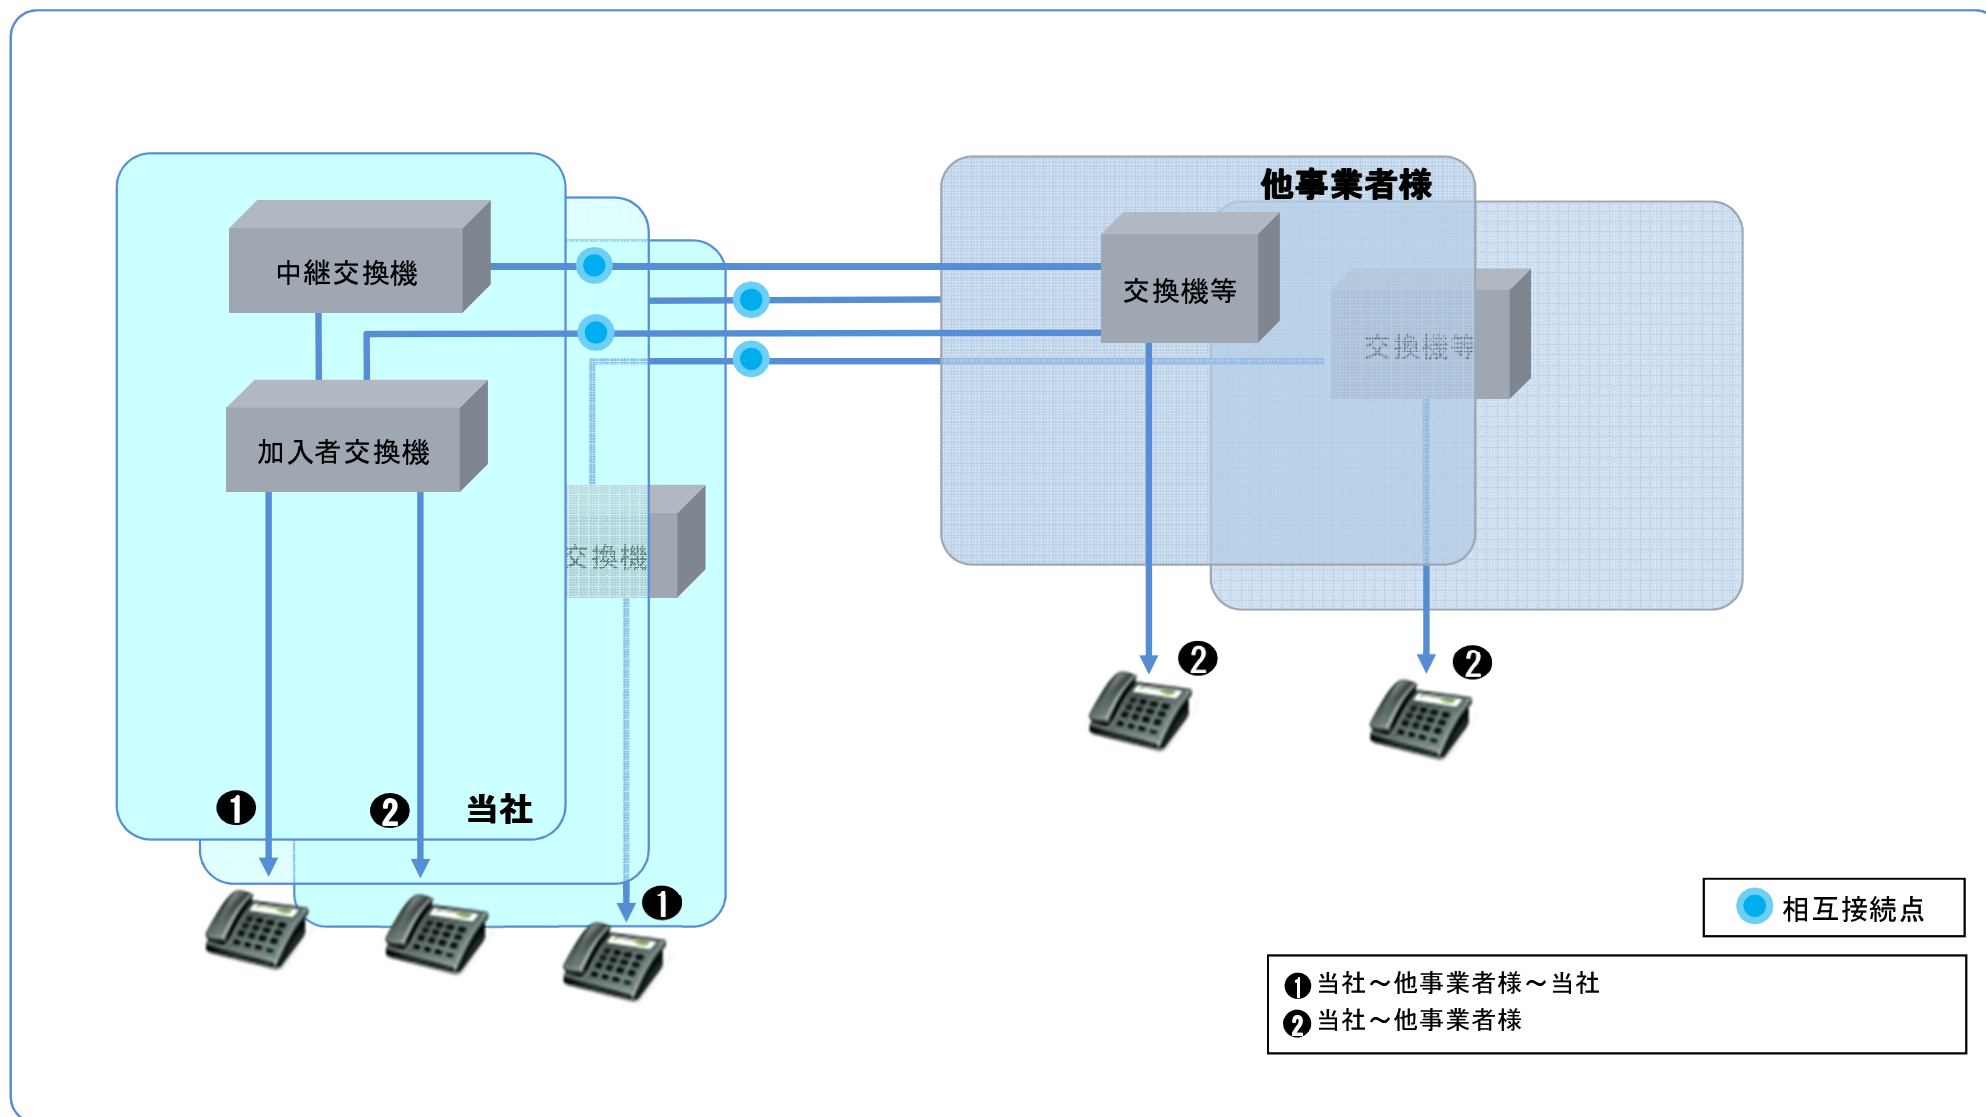 他事業者様
中継交換機
交換機等
交換機等
加入者交換機
交換機
❷
❷
❶
❷
当社
❶
相互接続点
❶当社～他事業者様～当社
❷当社～他事業者様